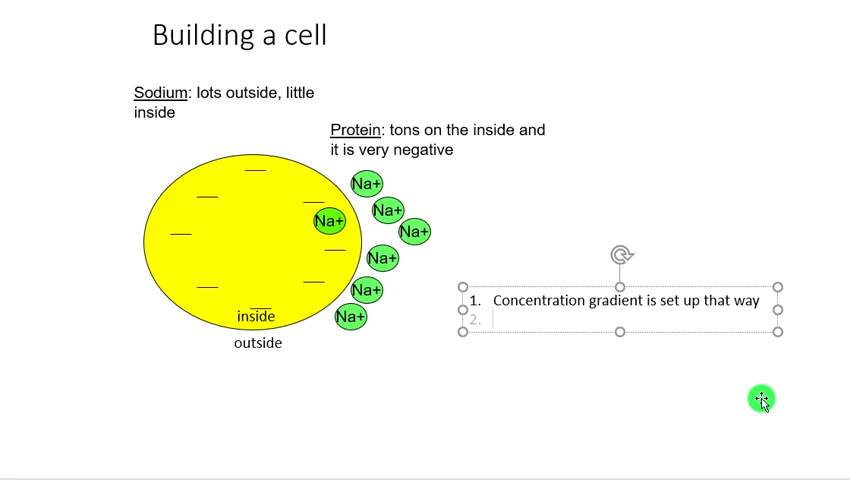 Building a cell
Sodium: lots outside, little
inside
Protein: tons on the inside and
it is very negative
Na+
Na+
Na+
Na+
Na+
Na+
Na+
1. Concentration gradient is set up that way
2.
inside
outside